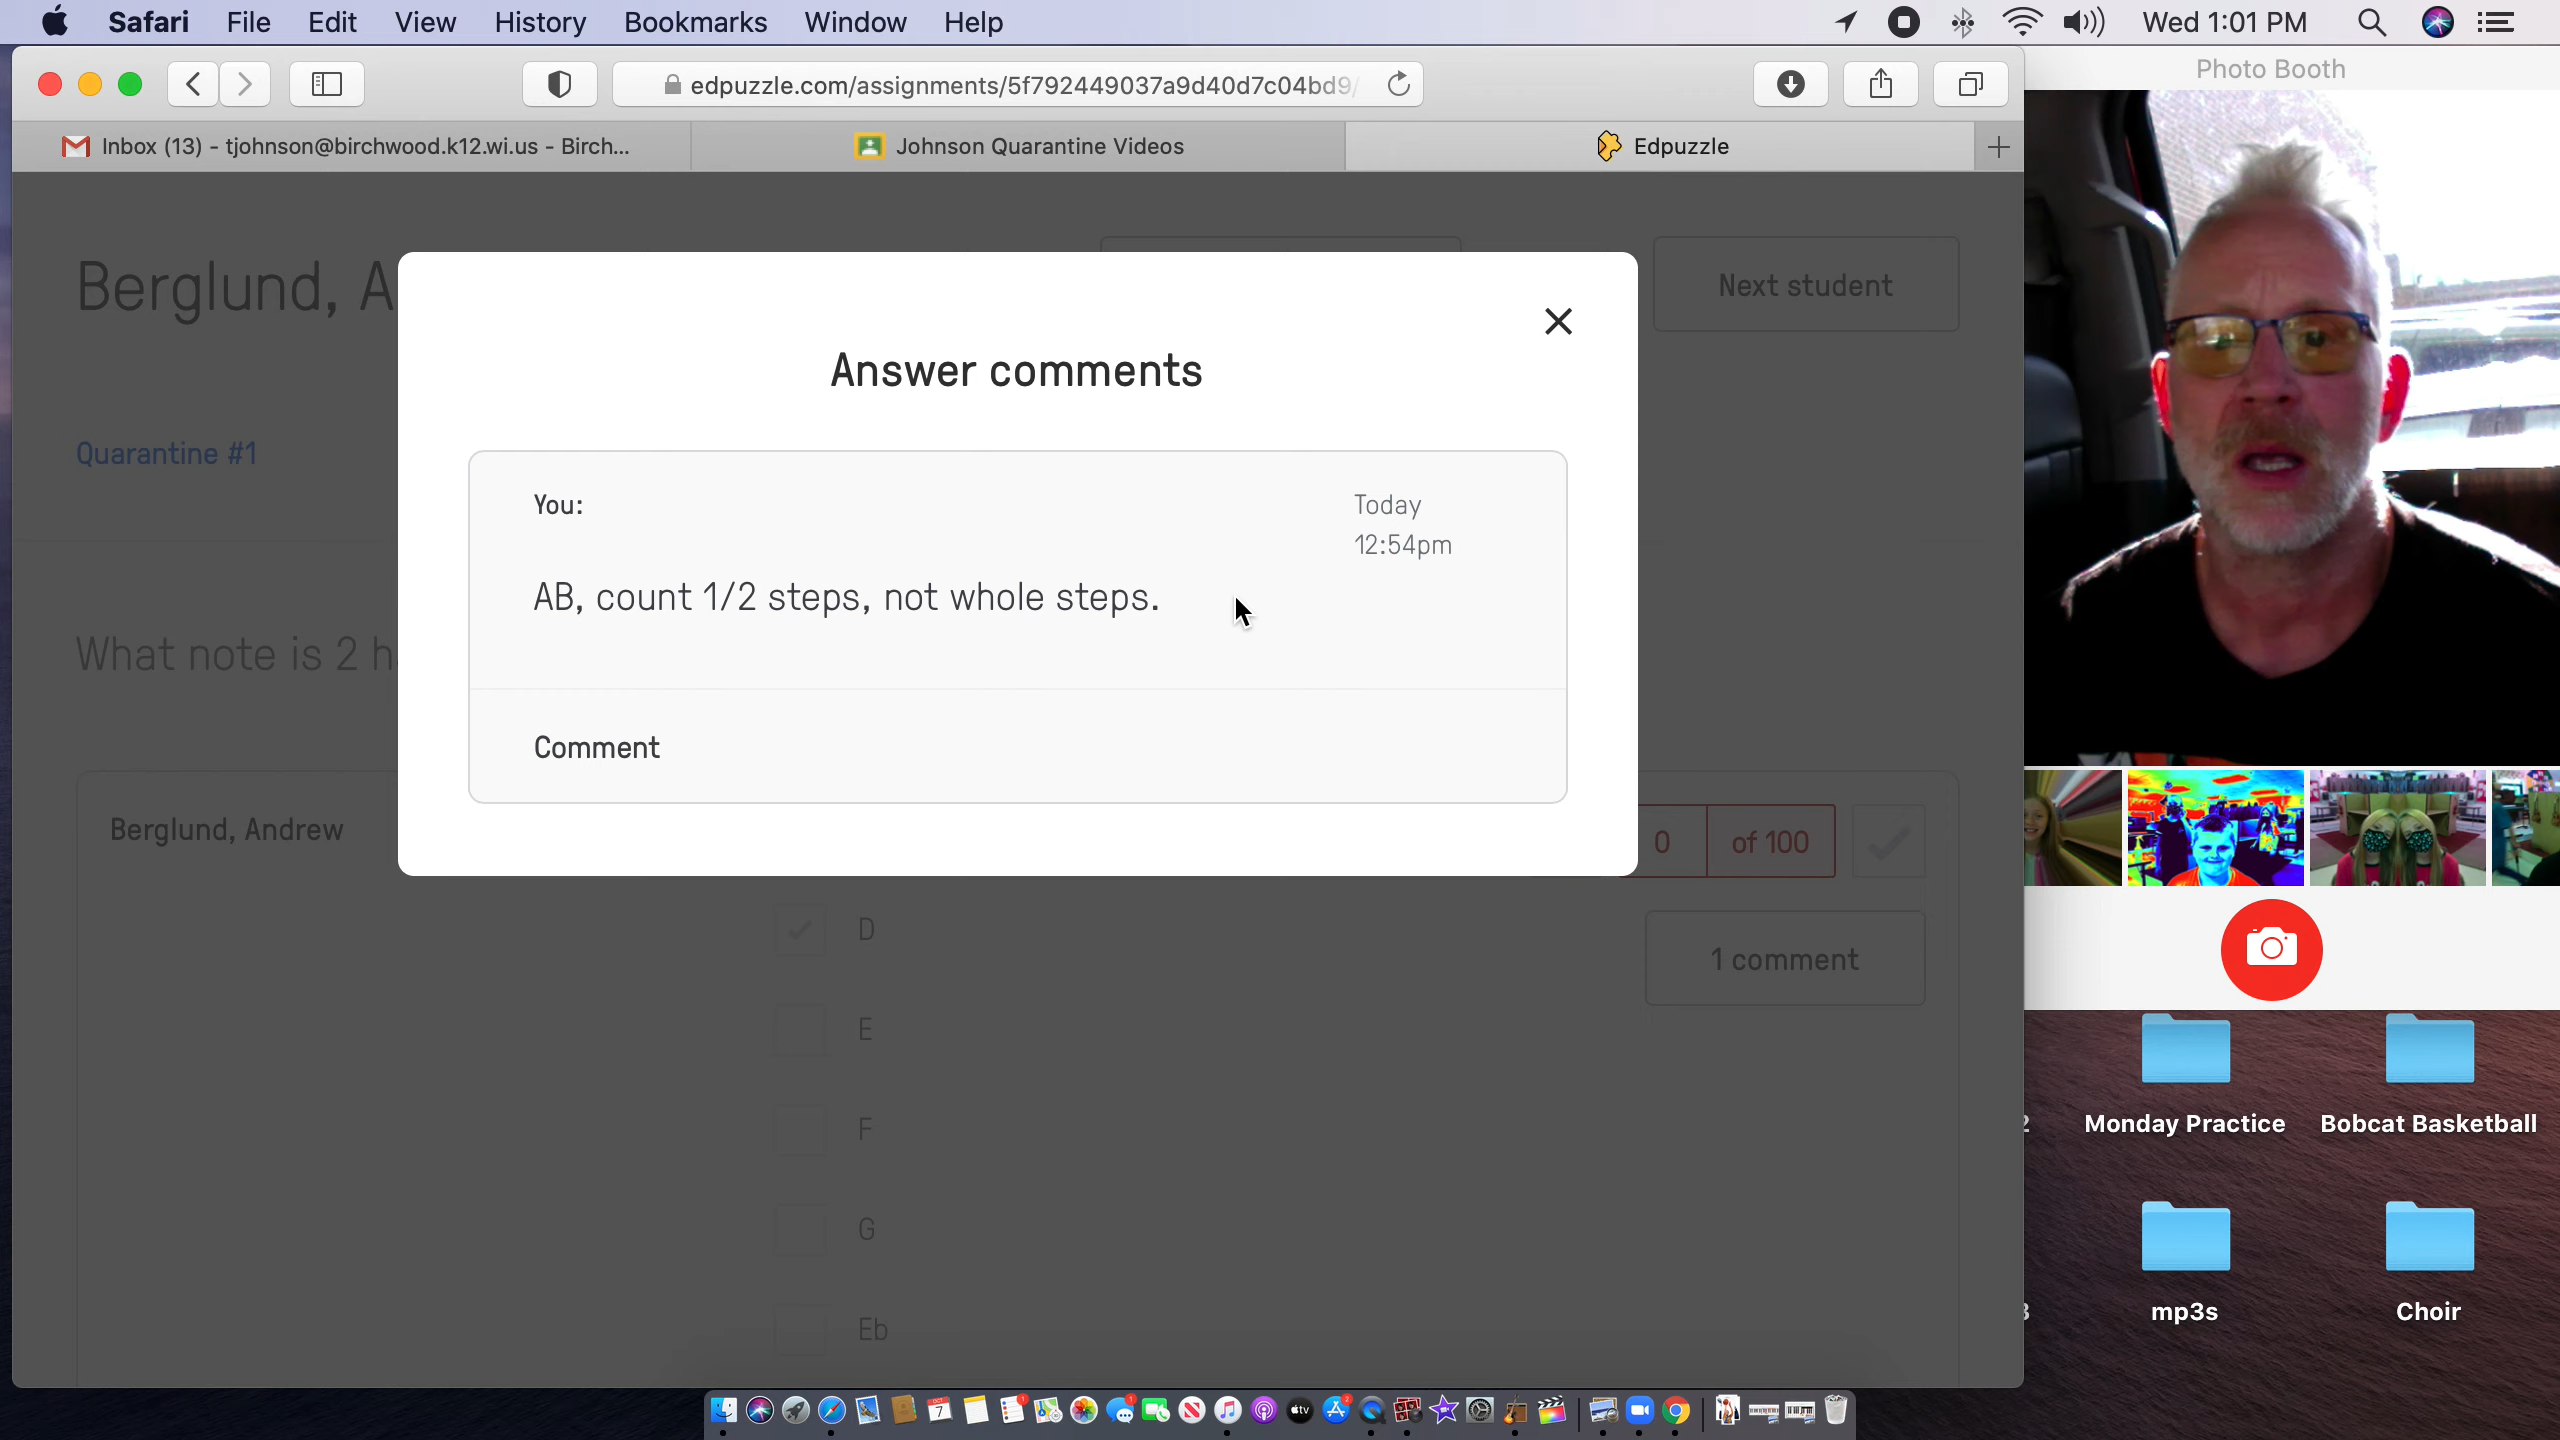 Safari File Edit View History Bookmarks Window Help Wed 1:01 PM
edpuzzle.com/assignments/5f792449037a9d40d7c04bd9/
Photo Booth
Inbox (13) - tjohnson@birchwood.k12.wi.us - Birch... Johnson Quarantine Videos Edpuzzle
Berglund, A
Next student
Answer comments
Quarantine #1
You: Today
12:54pm
AB, count 1/2 steps, not whole steps.
What note is 2 h
Comment
Berglund, Andrew
0 of 100
D
1 comment
E
F
G
Eb
Monday Practice Bobcat Basketball
mp3s Choir